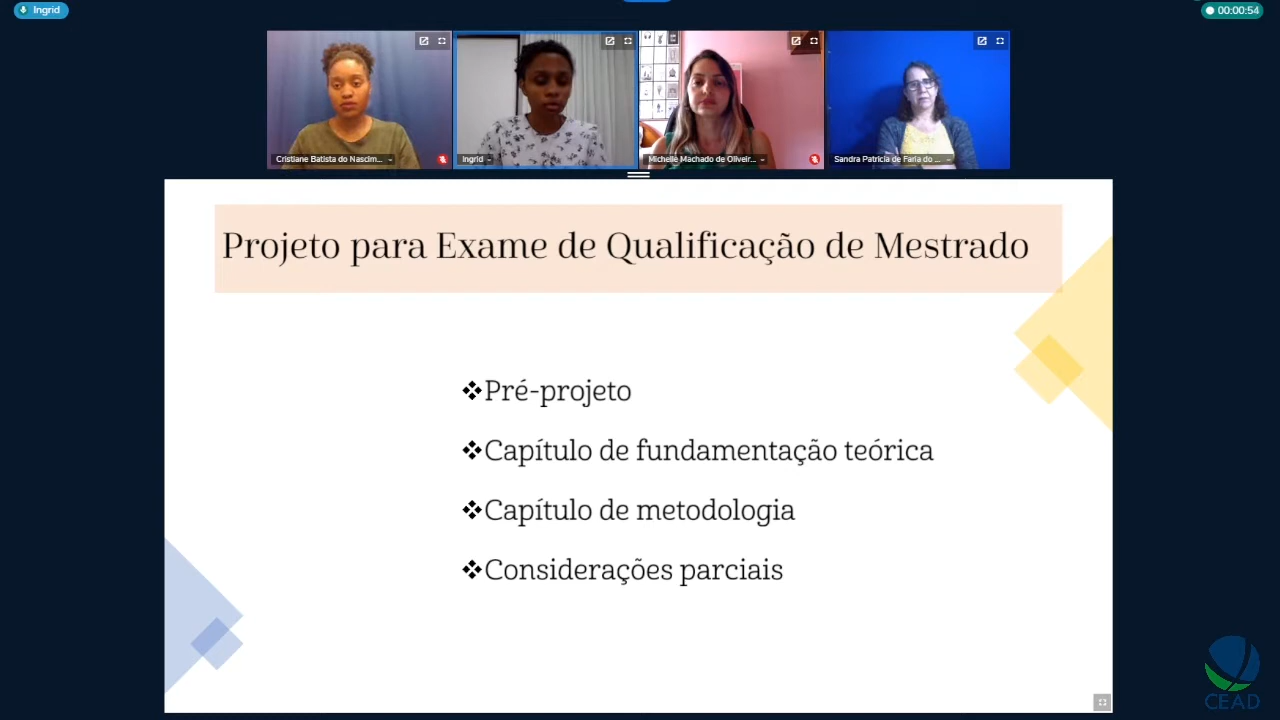 Ingrid
00:00:54
Cristiane Batista do Nascim...
Ingrid
Michelle Machado de Oliveir...
Sandra Patricia de Faria do ...
Projeto para Exame de Qualificação de Mestrado
Pré-projeto
Capítulo de fundamentação teórica
Capítulo de metodologia
Considerações parciais
CEAD